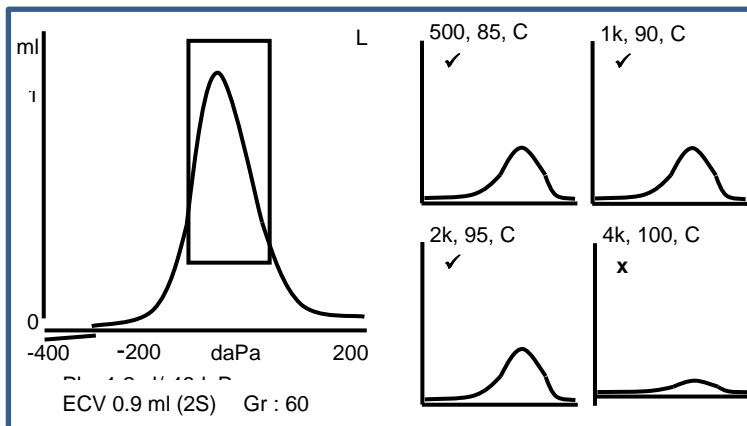 ml
L
0
-400 -200 daPa 200
ECV 0.9 ml (2S) Gr : 60
500, 85, C
✓
1k, 90, C
✓
2k, 95, C
✓
4k, 100, C
x